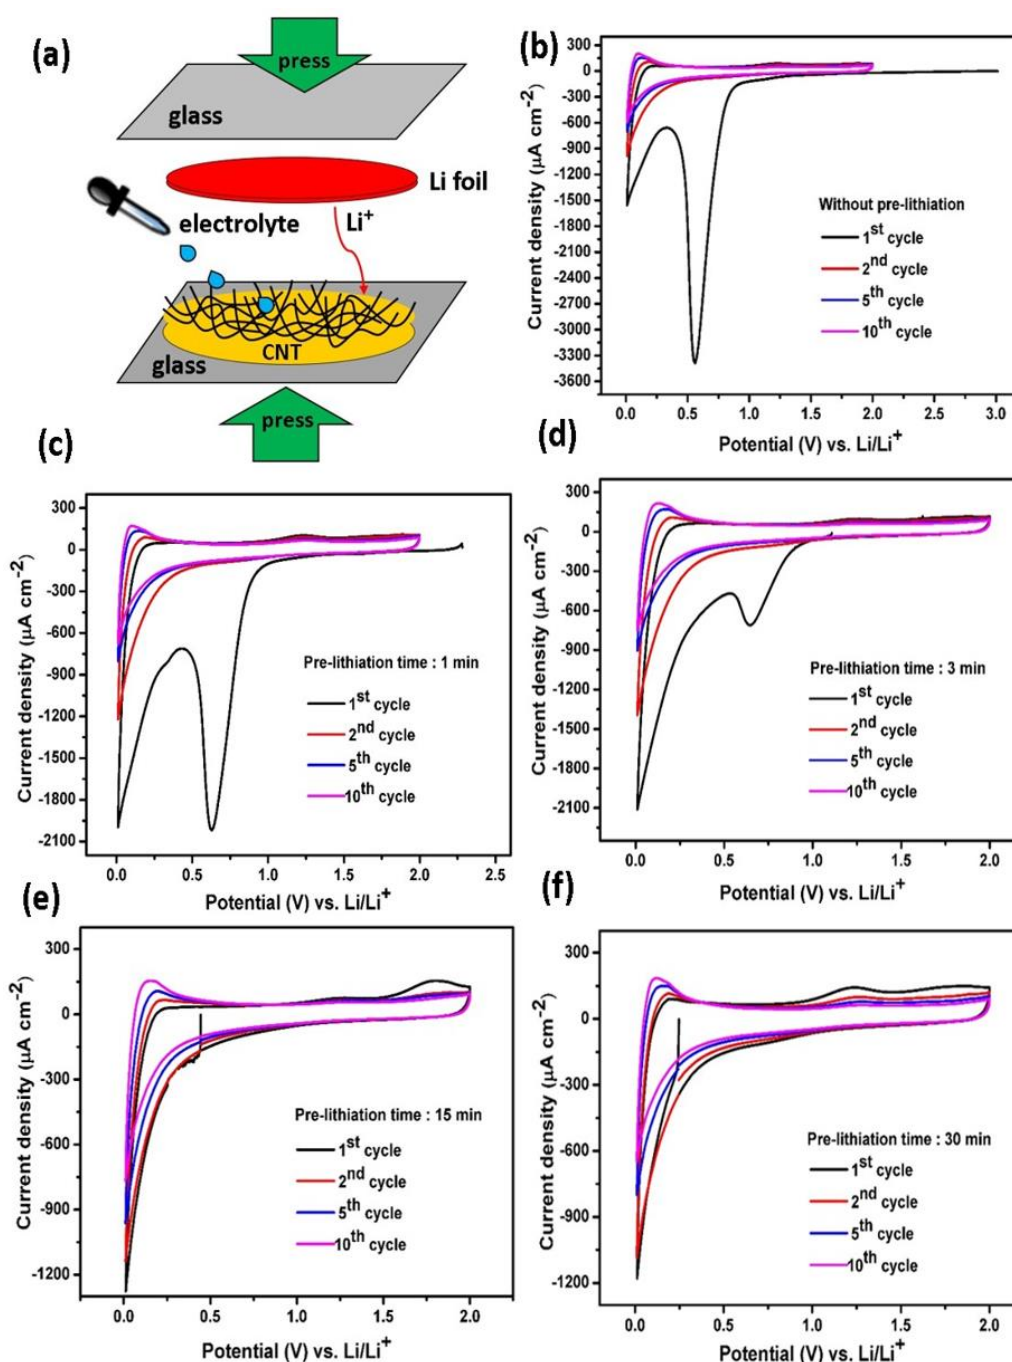 (a)
press
glass
Li foil
electrolyte
Li⁺
CNT
glass
press
(b)
Current density (µA cm⁻²)
300
0
-300
-600
-900
-1200
-1500
-1800
-2100
-2400
-2700
-3000
-3300
-3600
Without pre-lithiation
1st cycle
2nd cycle
5th cycle
10th cycle
0.0 0.5 1.0 1.5 2.0 2.5 3.0
Potential (V) vs. Li/Li⁺
(c)
Current density (µA cm⁻²)
300
0
-300
-600
-900
-1200
-1500
-1800
-2100
Pre-lithiation time : 1 min
1st cycle
2nd cycle
5th cycle
10th cycle
0.0 0.5 1.0 1.5 2.0 2.5
Potential (V) vs. Li/Li⁺
(d)
Current density (µA cm⁻²)
300
0
-300
-600
-900
-1200
-1500
-1800
-2100
Pre-lithiation time : 3 min
1st cycle
2nd cycle
5th cycle
10th cycle
0.0 0.5 1.0 1.5 2.0
Potential (V) vs. Li/Li⁺
(e)
Current density (µA cm⁻²)
300
0
-300
-600
-900
-1200
Pre-lithiation time : 15 min
1st cycle
2nd cycle
5th cycle
10th cycle
0.0 0.5 1.0 1.5 2.0
Potential (V) vs. Li/Li⁺
(f)
Current density (µA cm⁻²)
300
0
-300
-600
-900
-1200
Pre-lithiation time : 30 min
1st cycle
2nd cycle
5th cycle
10th cycle
0.0 0.5 1.0 1.5 2.0
Potential (V) vs. Li/Li⁺